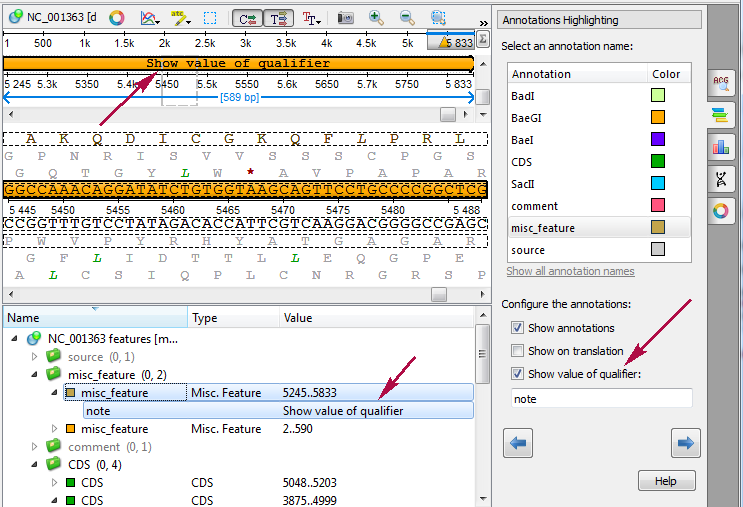 NC_001363 [d
»
1 500 1k 1.5k 2k 2.5k 3k 3.5k 4k 4.5k 5k 5 833
Σ
Show value of qualifier
5 245 5.3k 5350 5.4k 5450 5.5k 5550 5.6k 5650 5.7k 5750 5 833
[589 bp]
A K Q D I C G K Q F L P R L
G P N R I S V V S S S C P G S
G Q T G Y L W * A V P A P A R
GGCCAAACAGGATATCTGTGGTAAGCAGTTCCTGCCCCGGCTCG
5 445 5450 5455 5460 5465 5470 5475 5480 5 488
CCGGTTTGTCCTATAGACACCATTCGTCAAGGACGGGGCCGAGC
P W V P Y R H Y A T G A G A R
G F L I D T T L L E Q G P E
A L C S I Q P L C N R G R S P
Name Type Value
NC_001363 features [m...
source (0, 1)
misc_feature (0, 2)
misc_feature Misc. Feature 5245..5833
note Show value of qualifier
misc_feature Misc. Feature 2..590
comment (0, 1)
CDS (0, 4)
CDS CDS 5048..5203
CDS CDS 3875..4999
Annotations Highlighting
Select an annotation name:
Annotation Color
BadI
BaeGI
BaeI
CDS
SacII
comment
misc_feature
source
Show all annotation names
Configure the annotations:
Show annotations
Show on translation
Show value of qualifier:
note
Help
ACG